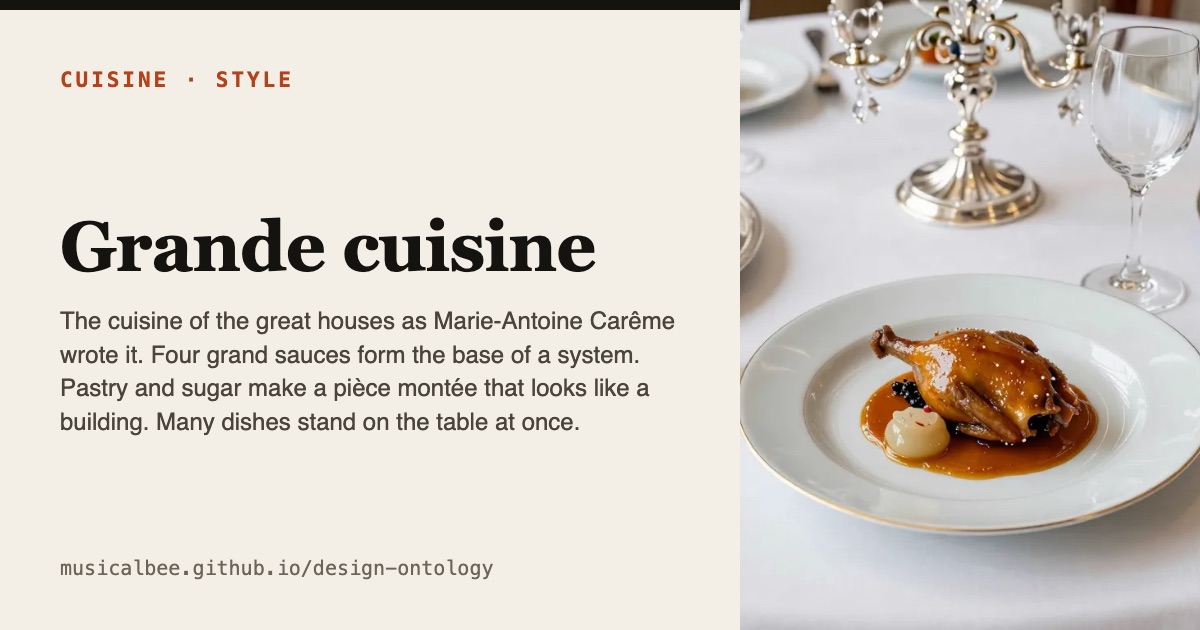 CUISINE · STYLE
Grande cuisine
The cuisine of the great houses as Marie-Antoine Carême
wrote it. Four grand sauces form the base of a system.
Pastry and sugar make a pièce montée that looks like a
building. Many dishes stand on the table at once.
musicalbee.github.io/design-ontology